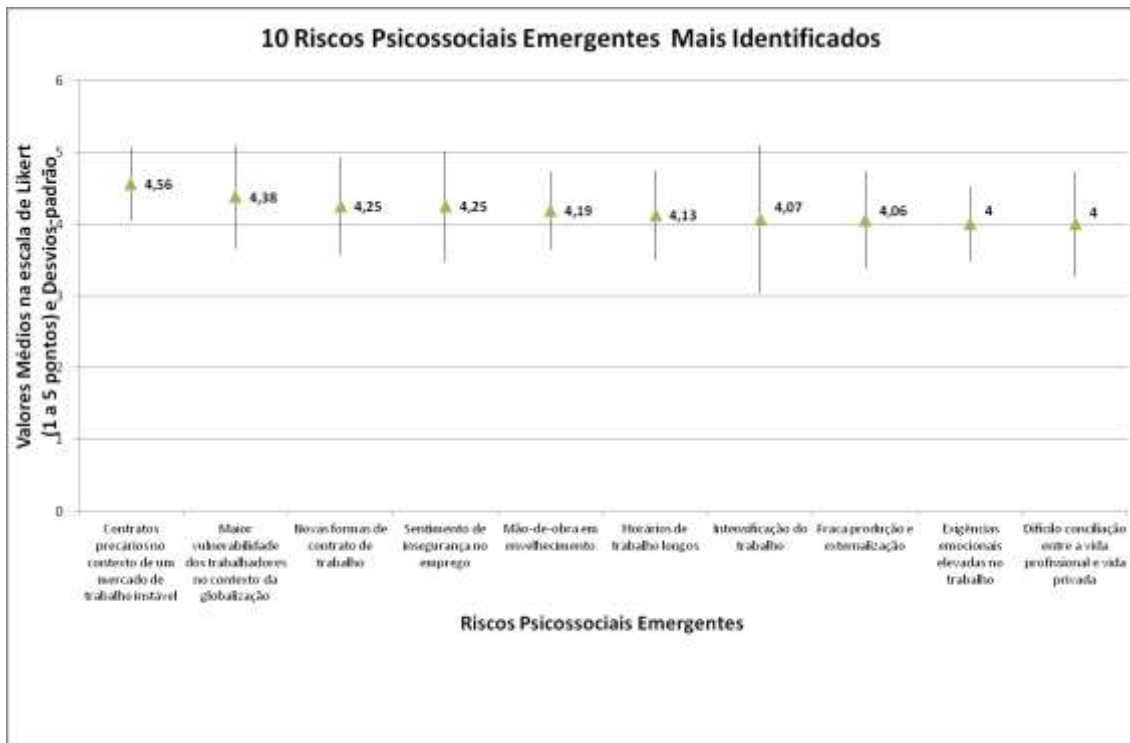 10 Riscos Psicossociais Emergentes Mais Identificados
Valores Médios na escala de Likert
(1 a 5 pontos) e Desvios-padrão
6
5
4
3
2
1
0
4,56
4,38
4,25
4,25
4,19
4,13
4,07
4,06
4
4
Contratos
precários no
contexto de um
mercado de
trabalho instável
Maior
vulnerabilidade
dos trabalhadores
no contexto da
globalização
Novas formas de
contrato de
trabalho
Sentimento de
insegurança no
emprego
Mão-de-obra em
envelhecimento
Horários de
trabalho longos
Intensificação do
trabalho
Fraca produção e
externalização
Exigências
emocionais
elevadas no
trabalho
Difícil conciliação
entre a vida
profissional e vida
privada
Riscos Psicossociais Emergentes